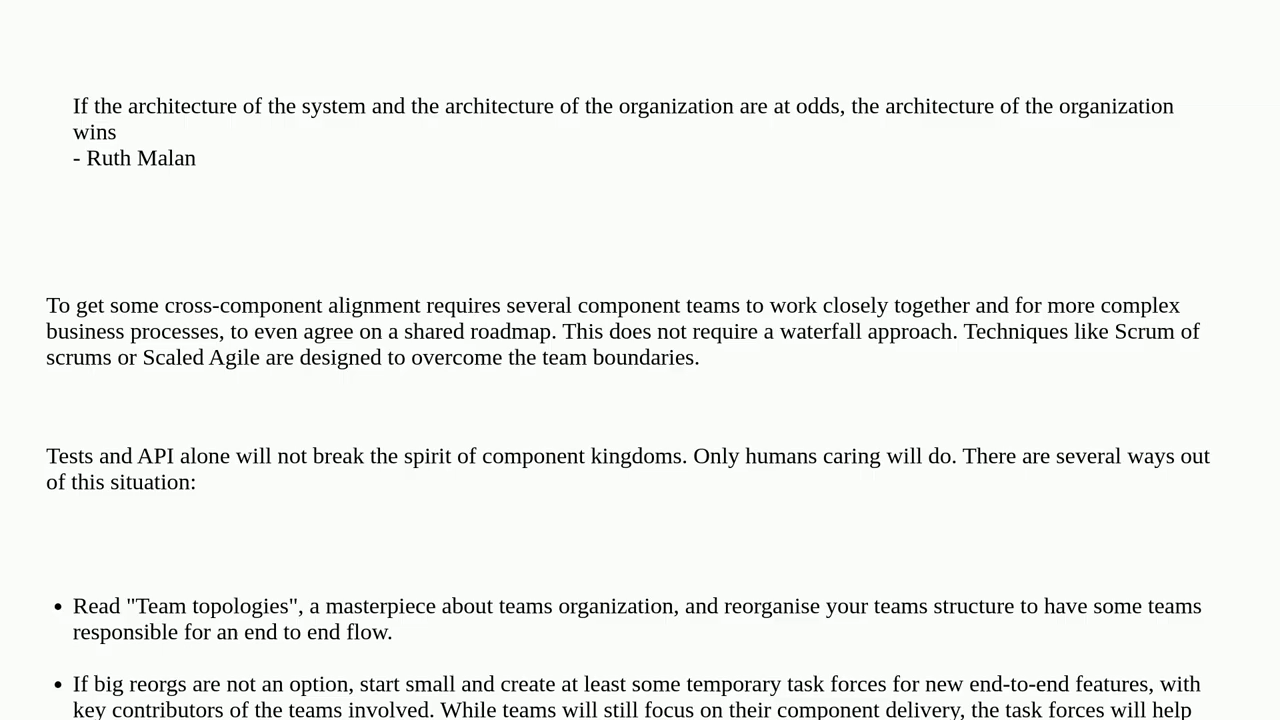 If the architecture of the system and the architecture of the organization are at odds, the architecture of the organization
wins
- Ruth Malan
To get some cross-component alignment requires several component teams to work closely together and for more complex
business processes, to even agree on a shared roadmap. This does not require a waterfall approach. Techniques like Scrum of
scrums or Scaled Agile are designed to overcome the team boundaries.
Tests and API alone will not break the spirit of component kingdoms. Only humans caring will do. There are several ways out
of this situation:
• Read "Team topologies", a masterpiece about teams organization, and reorganise your teams structure to have some teams
responsible for an end to end flow.
• If big reorgs are not an option, start small and create at least some temporary task forces for new end-to-end features, with
key contributors of the teams involved. While teams will still focus on their component delivery, the task forces will help